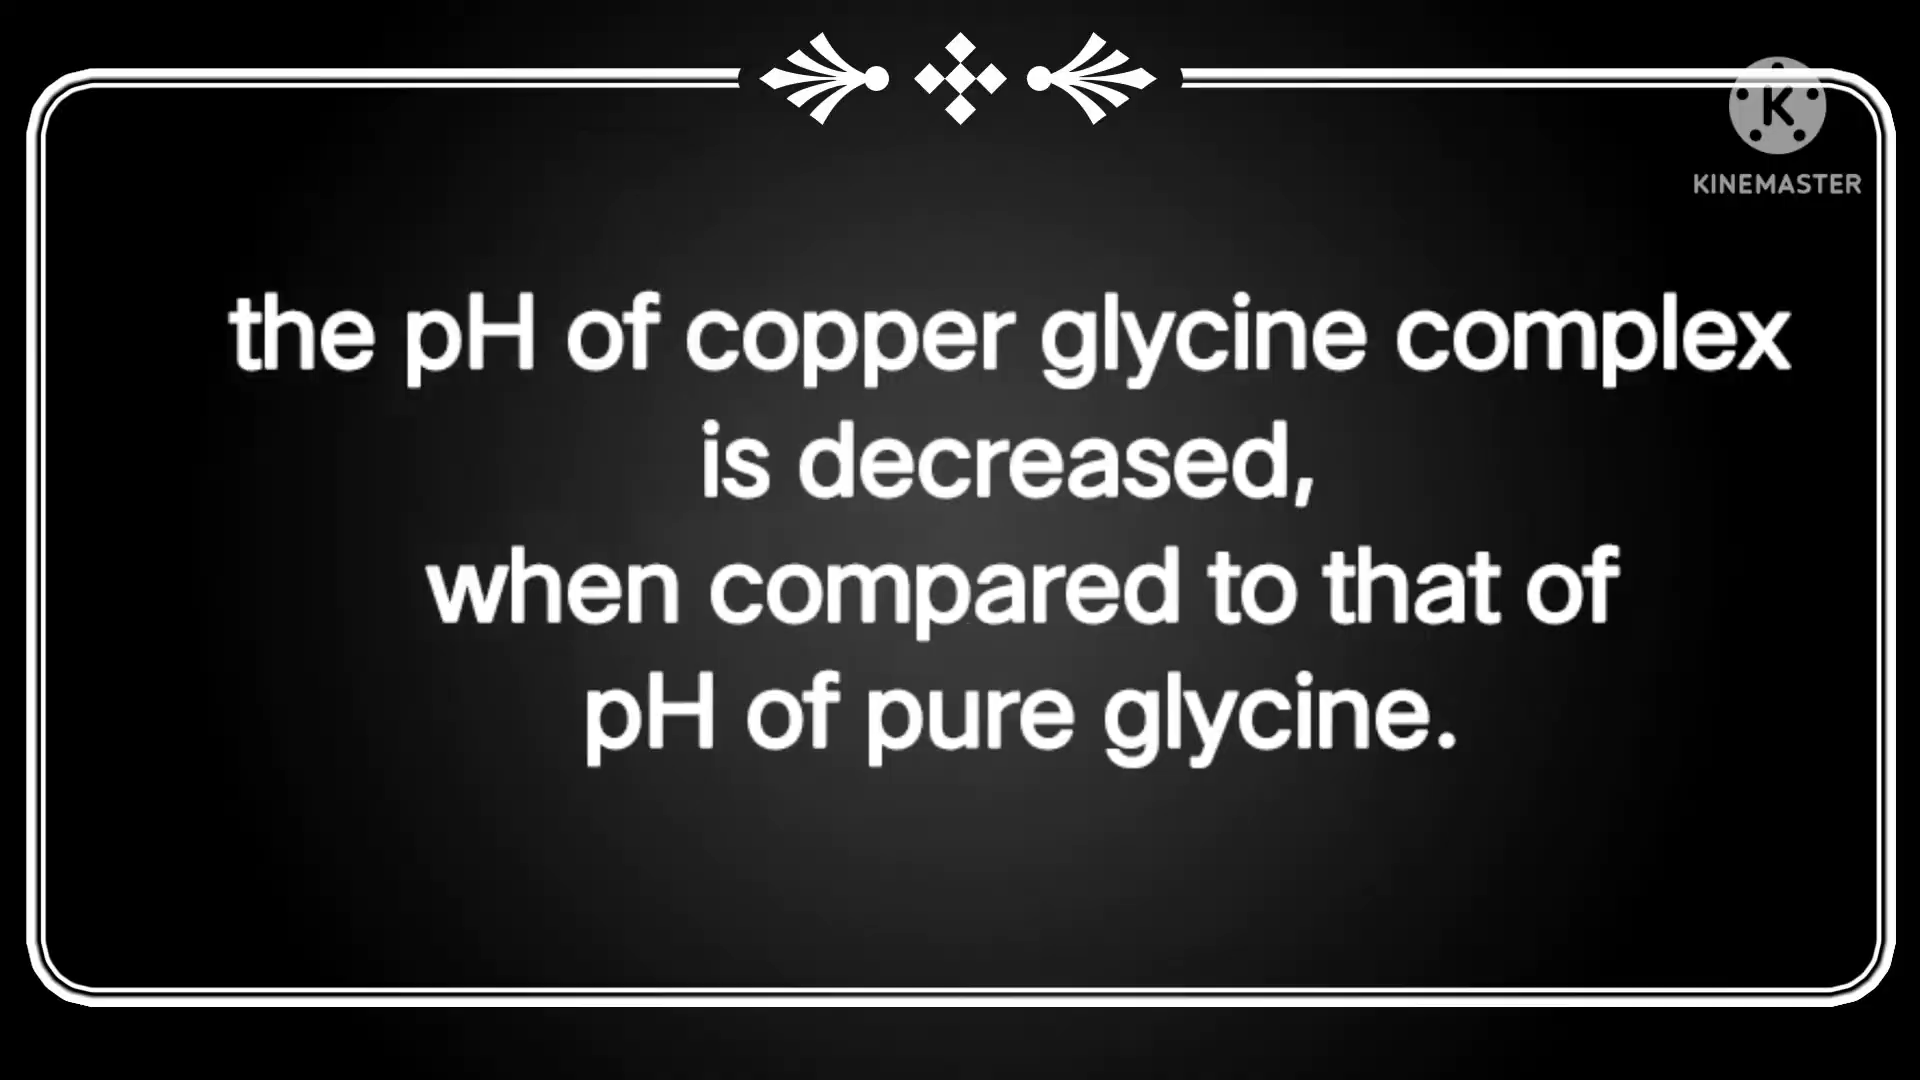 K
KINEMASTER
the pH of copper glycine complex
is decreased,
when compared to that of
pH of pure glycine.